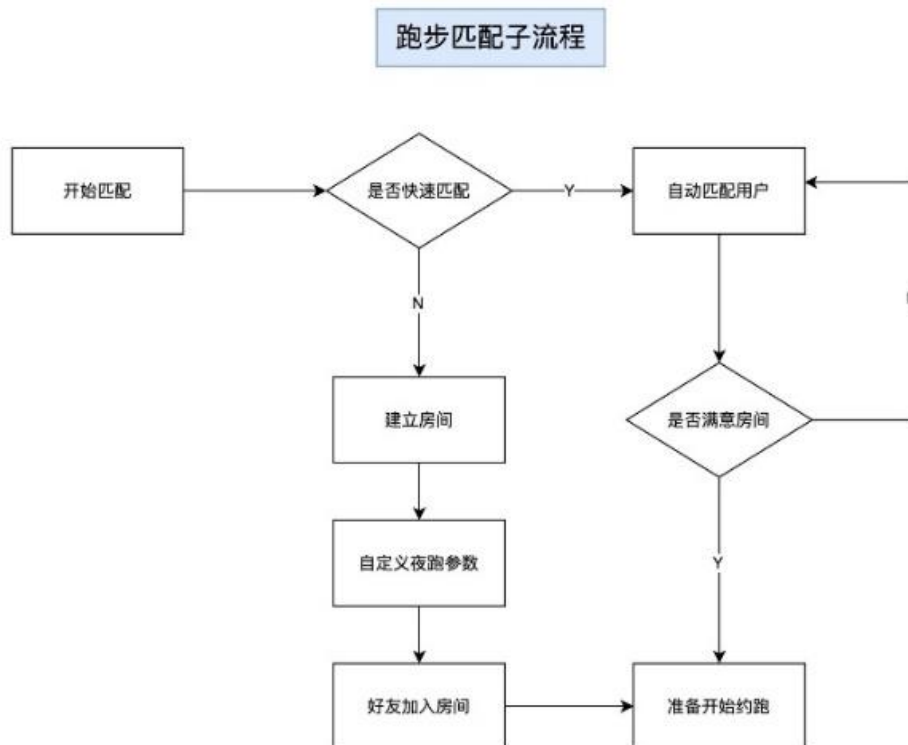 跑步匹配子流程
开始匹配
是否快速匹配
Y
自动匹配用户
N
建立房间
是否满意房间
自定义夜跑参数
Y
好友加入房间
准备开始约跑